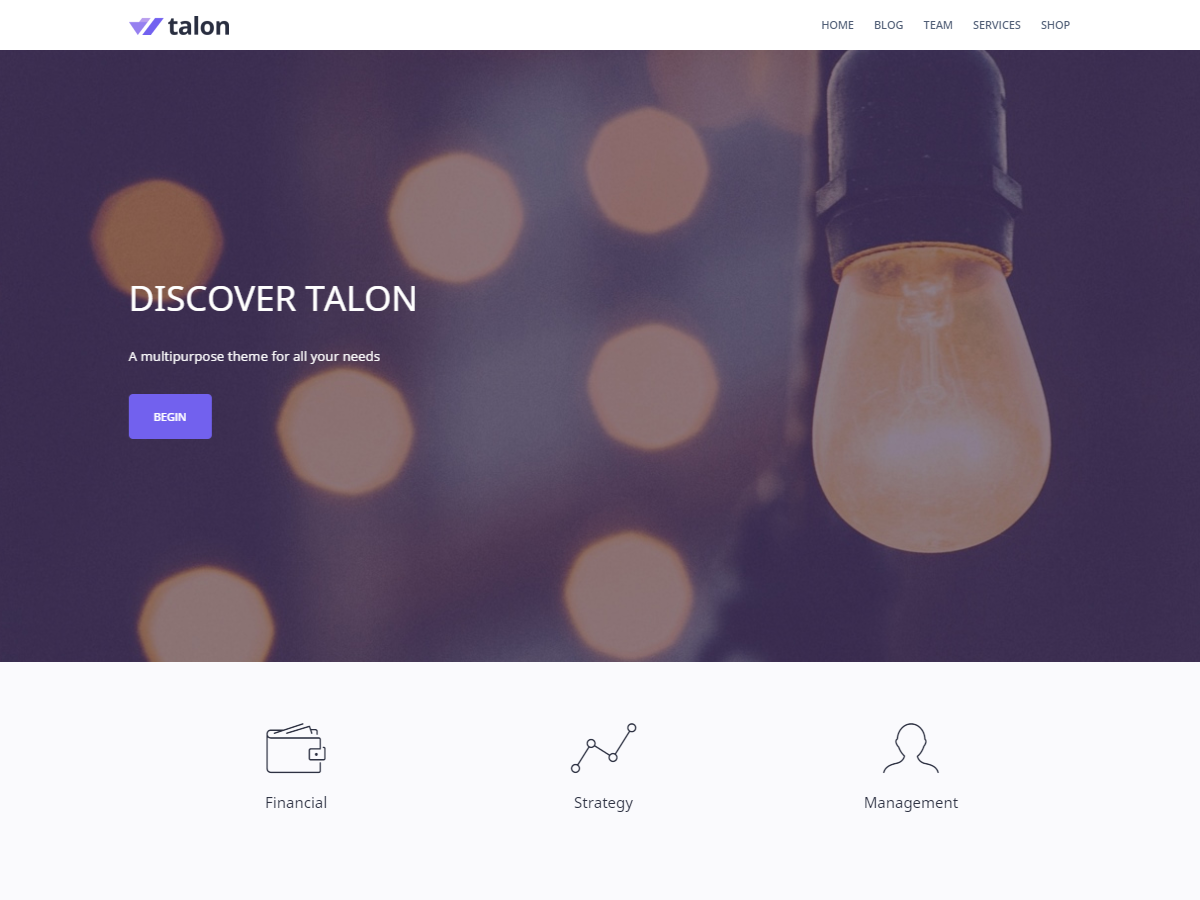 talon
HOME BLOG TEAM SERVICES SHOP
DISCOVER TALON
A multipurpose theme for all your needs
BEGIN
Financial
Strategy
Management